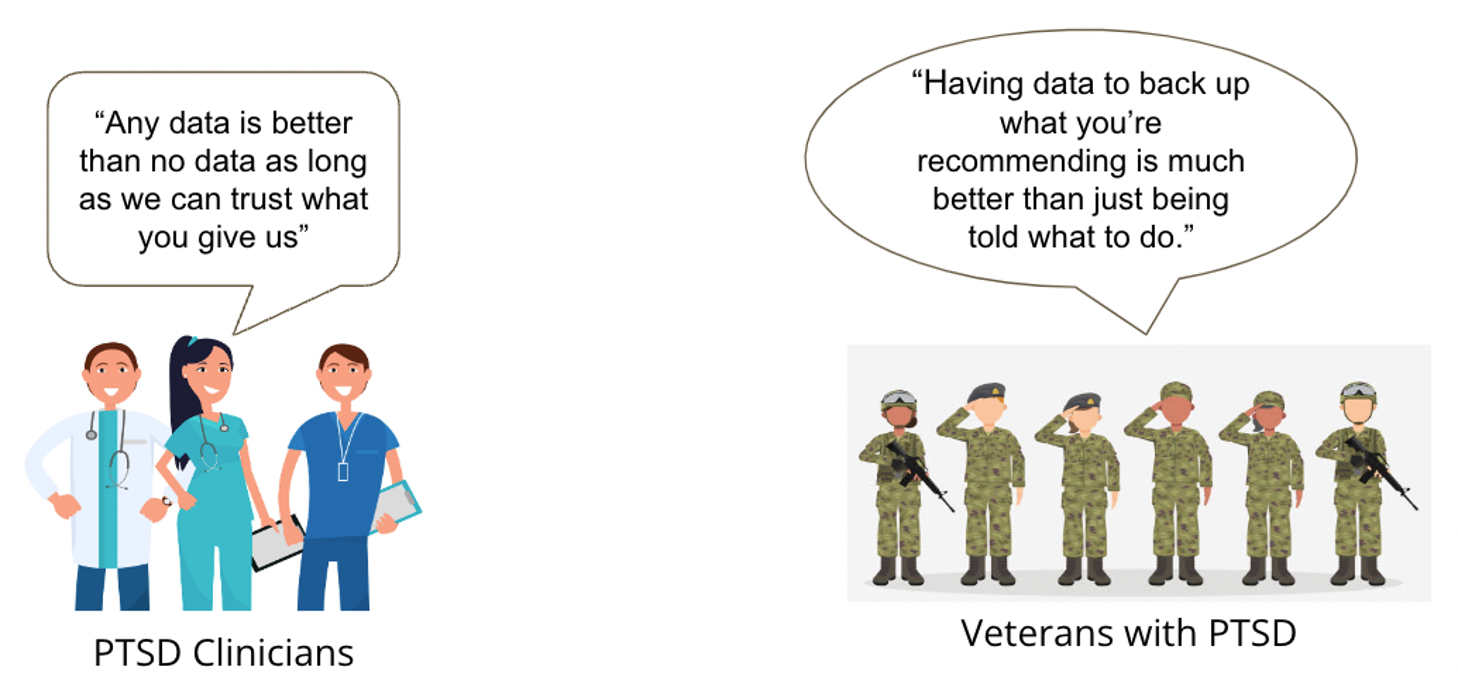 “Any data is better
than no data as long
as we can trust what
you give us”
PTSD Clinicians
“Having data to back up
what you’re
recommending is much
better than just being
told what to do.”
Veterans with PTSD